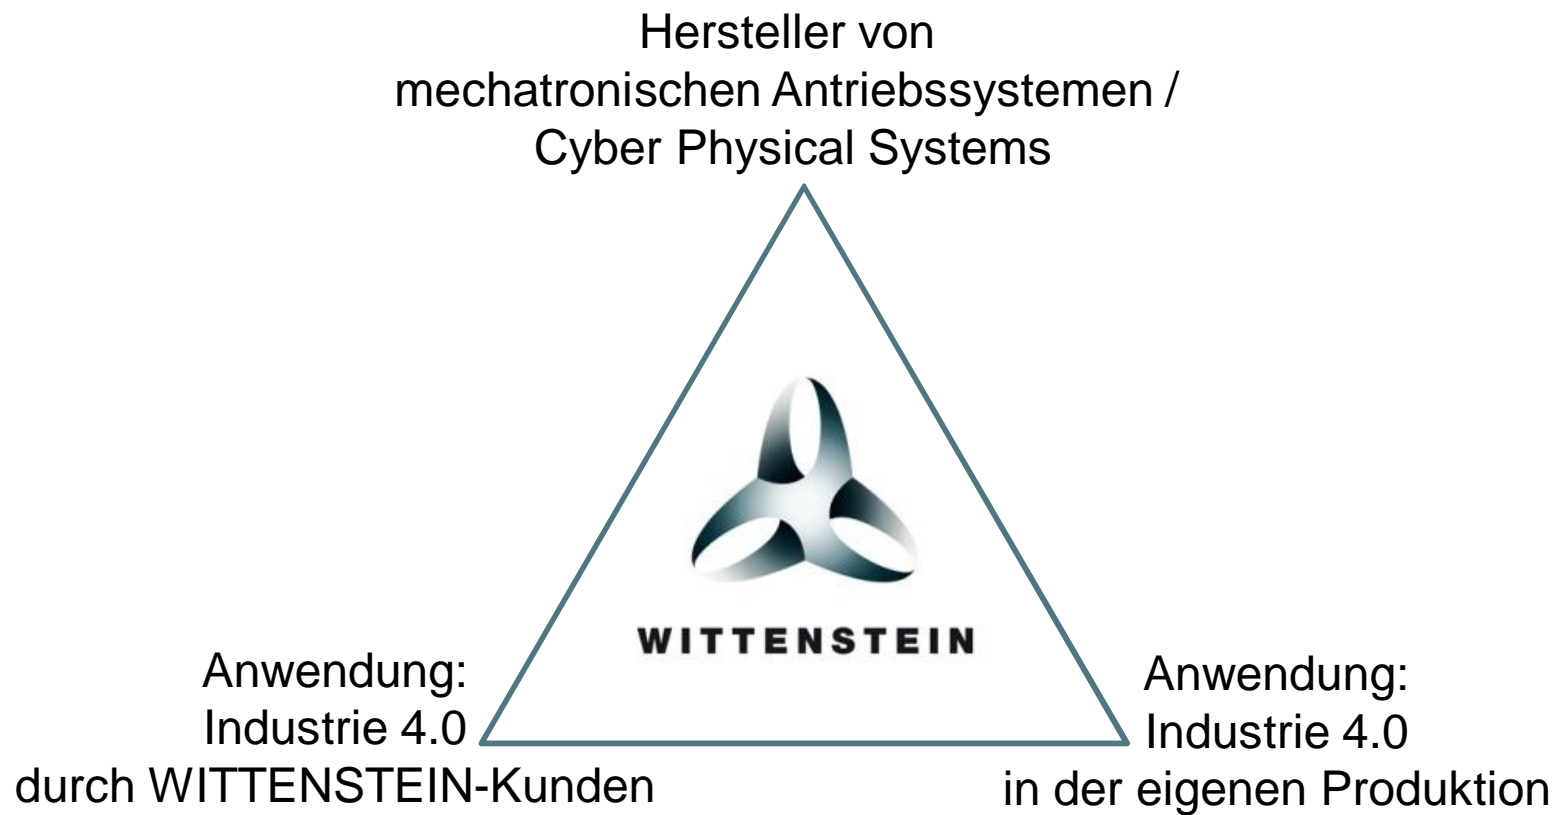 Hersteller von
mechatronischen Antriebssystemen /
Cyber Physical Systems
WITTENSTEIN
Anwendung:
Industrie 4.0
durch WITTENSTEIN-Kunden
Anwendung:
Industrie 4.0
in der eigenen Produktion